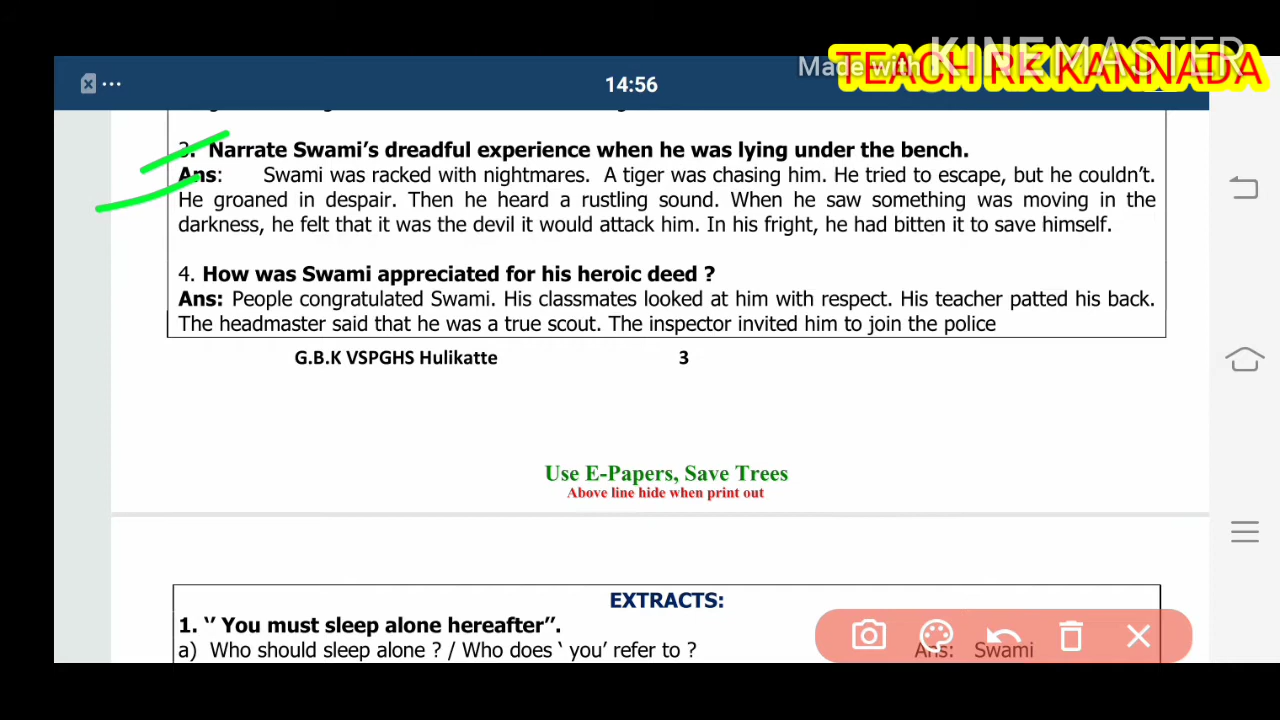 Made with KINEMASTER
TEACH RK KANNADA
14:56
3. Narrate Swami's dreadful experience when he was lying under the bench.
Ans: Swami was racked with nightmares. A tiger was chasing him. He tried to escape, but he couldn't.
He groaned in despair. Then he heard a rustling sound. When he saw something was moving in the
darkness, he felt that it was the devil it would attack him. In his fright, he had bitten it to save himself.
4. How was Swami appreciated for his heroic deed ?
Ans: People congratulated Swami. His classmates looked at him with respect. His teacher patted his back.
The headmaster said that he was a true scout. The inspector invited him to join the police
G.B.K VSPGHS Hulikatte 3
Use E-Papers, Save Trees
Above line hide when print out
EXTRACTS:
1. ‘’ You must sleep alone hereafter’’.
a) Who should sleep alone ? / Who does ‘ you’ refer to ? Ans: Swami